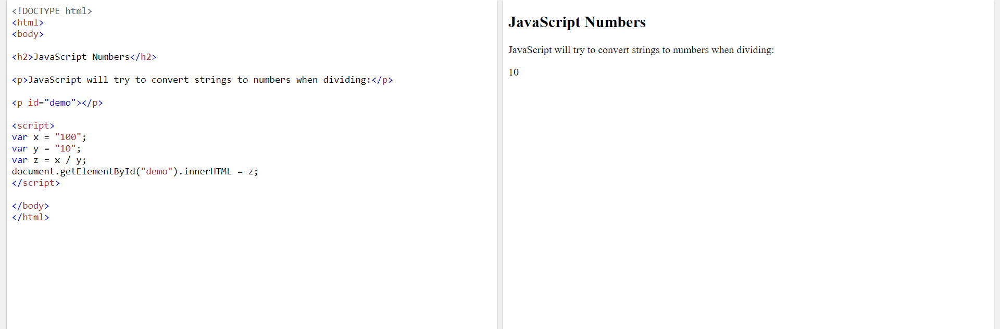 <!DOCTYPE html>
<html>
<body>
<h2>JavaScript Numbers</h2>
<p>JavaScript will try to convert strings to numbers when dividing:</p>
<p id="demo"></p>
<script>
var x = "100";
var y = "10";
var z = x / y;
document.getElementById("demo").innerHTML = z;
</script>
</body>
</html>
JavaScript Numbers
JavaScript will try to convert strings to numbers when dividing:
10